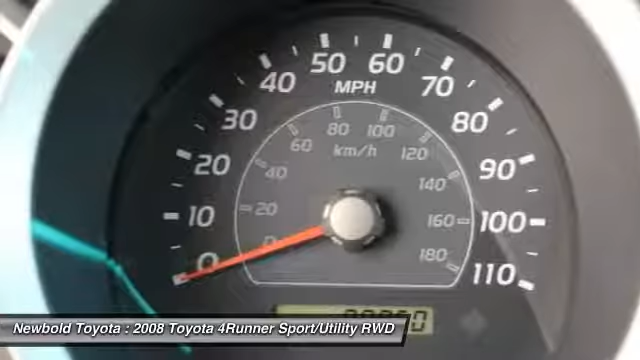 50 60
40 70
MPH
30 80
80 100
60 120
km/h
20 90
40 140
10 20 160 100
0 0
180 110
Newbold Toyota : 2008 Toyota 4Runner Sport/Utility RWD